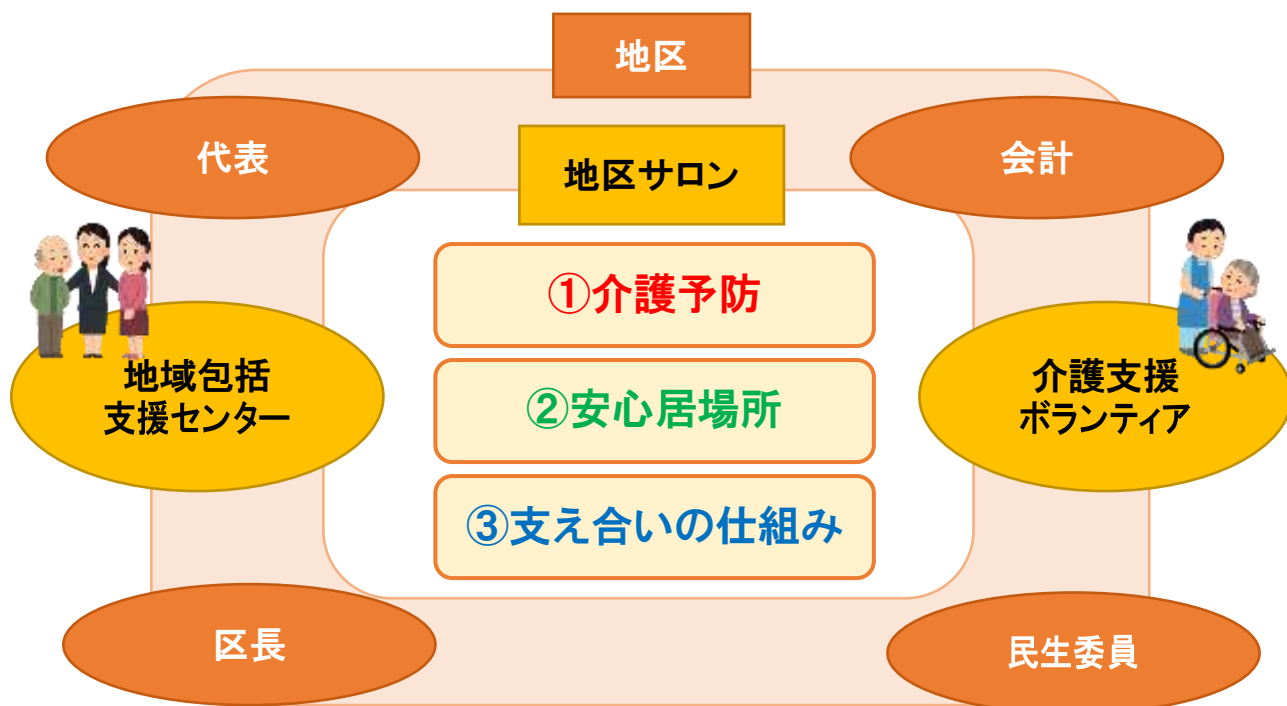 地区
代表
地区サロン
会計
①介護予防
②安心居場所
③支え合いの仕組み
地域包括
支援センター
介護支援
ボランティア
区長
民生委員